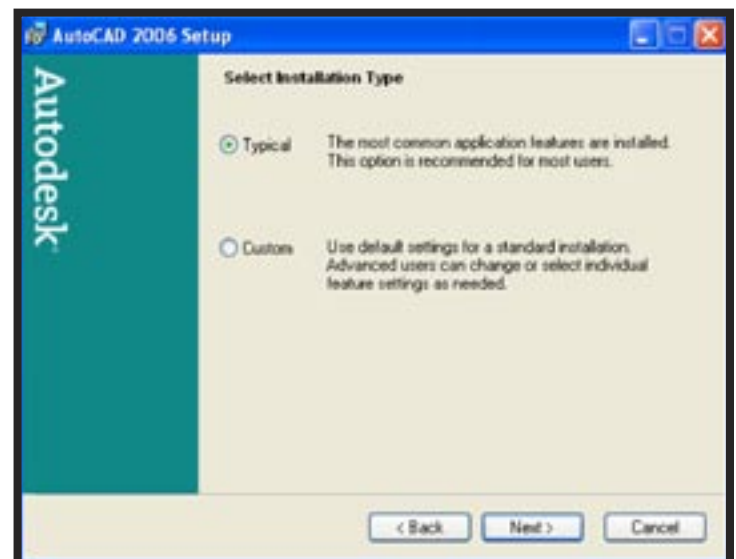 AutoCAD 2006 Setup
Autodesk
Select Installation Type
Typical
The most common application features are installed.
This option is recommended for most users.
Custom
Use default settings for a standard installation.
Advanced users can change or select individual
feature settings as needed.
< Back
Next >
Cancel